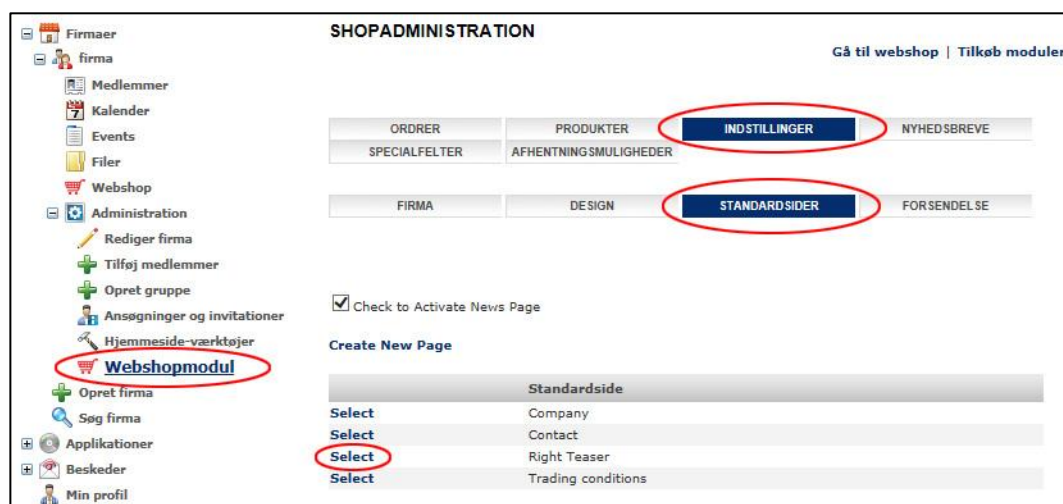 Firmaer
firma
Medlemmer
Kalender
Events
Filer
Webshop
Administration
Rediger firma
Tilføj medlemmer
Opret gruppe
Ansøgninger og invitationer
Hjemmeside-værktøjer
Webshopmodul
Opret firma
Søg firma
Applikationer
Beskeder
Min profil
SHOPADMINISTRATION
Gå til webshop | Tilkøb moduler
ORDRER PRODUKTER INDSTILLINGER NYHEDSBREVE
SPECIALFELTER AFHENTNINGSMULIGHEDER
FIRMA DESIGN STANDARDSIDER FORSENDELSE
Check to Activate News Page
Create New Page
Standardside
Select Company
Select Contact
Select Right Teaser
Select Trading conditions